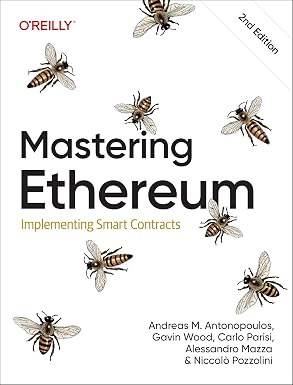 O'REILLY®
2nd Edition
Mastering
Ethereum
Implementing Smart Contracts
Andreas M. Antonopoulos,
Gavin Wood, Carlo Parisi,
Alessandro Mazza
& Niccolò Pozzolini